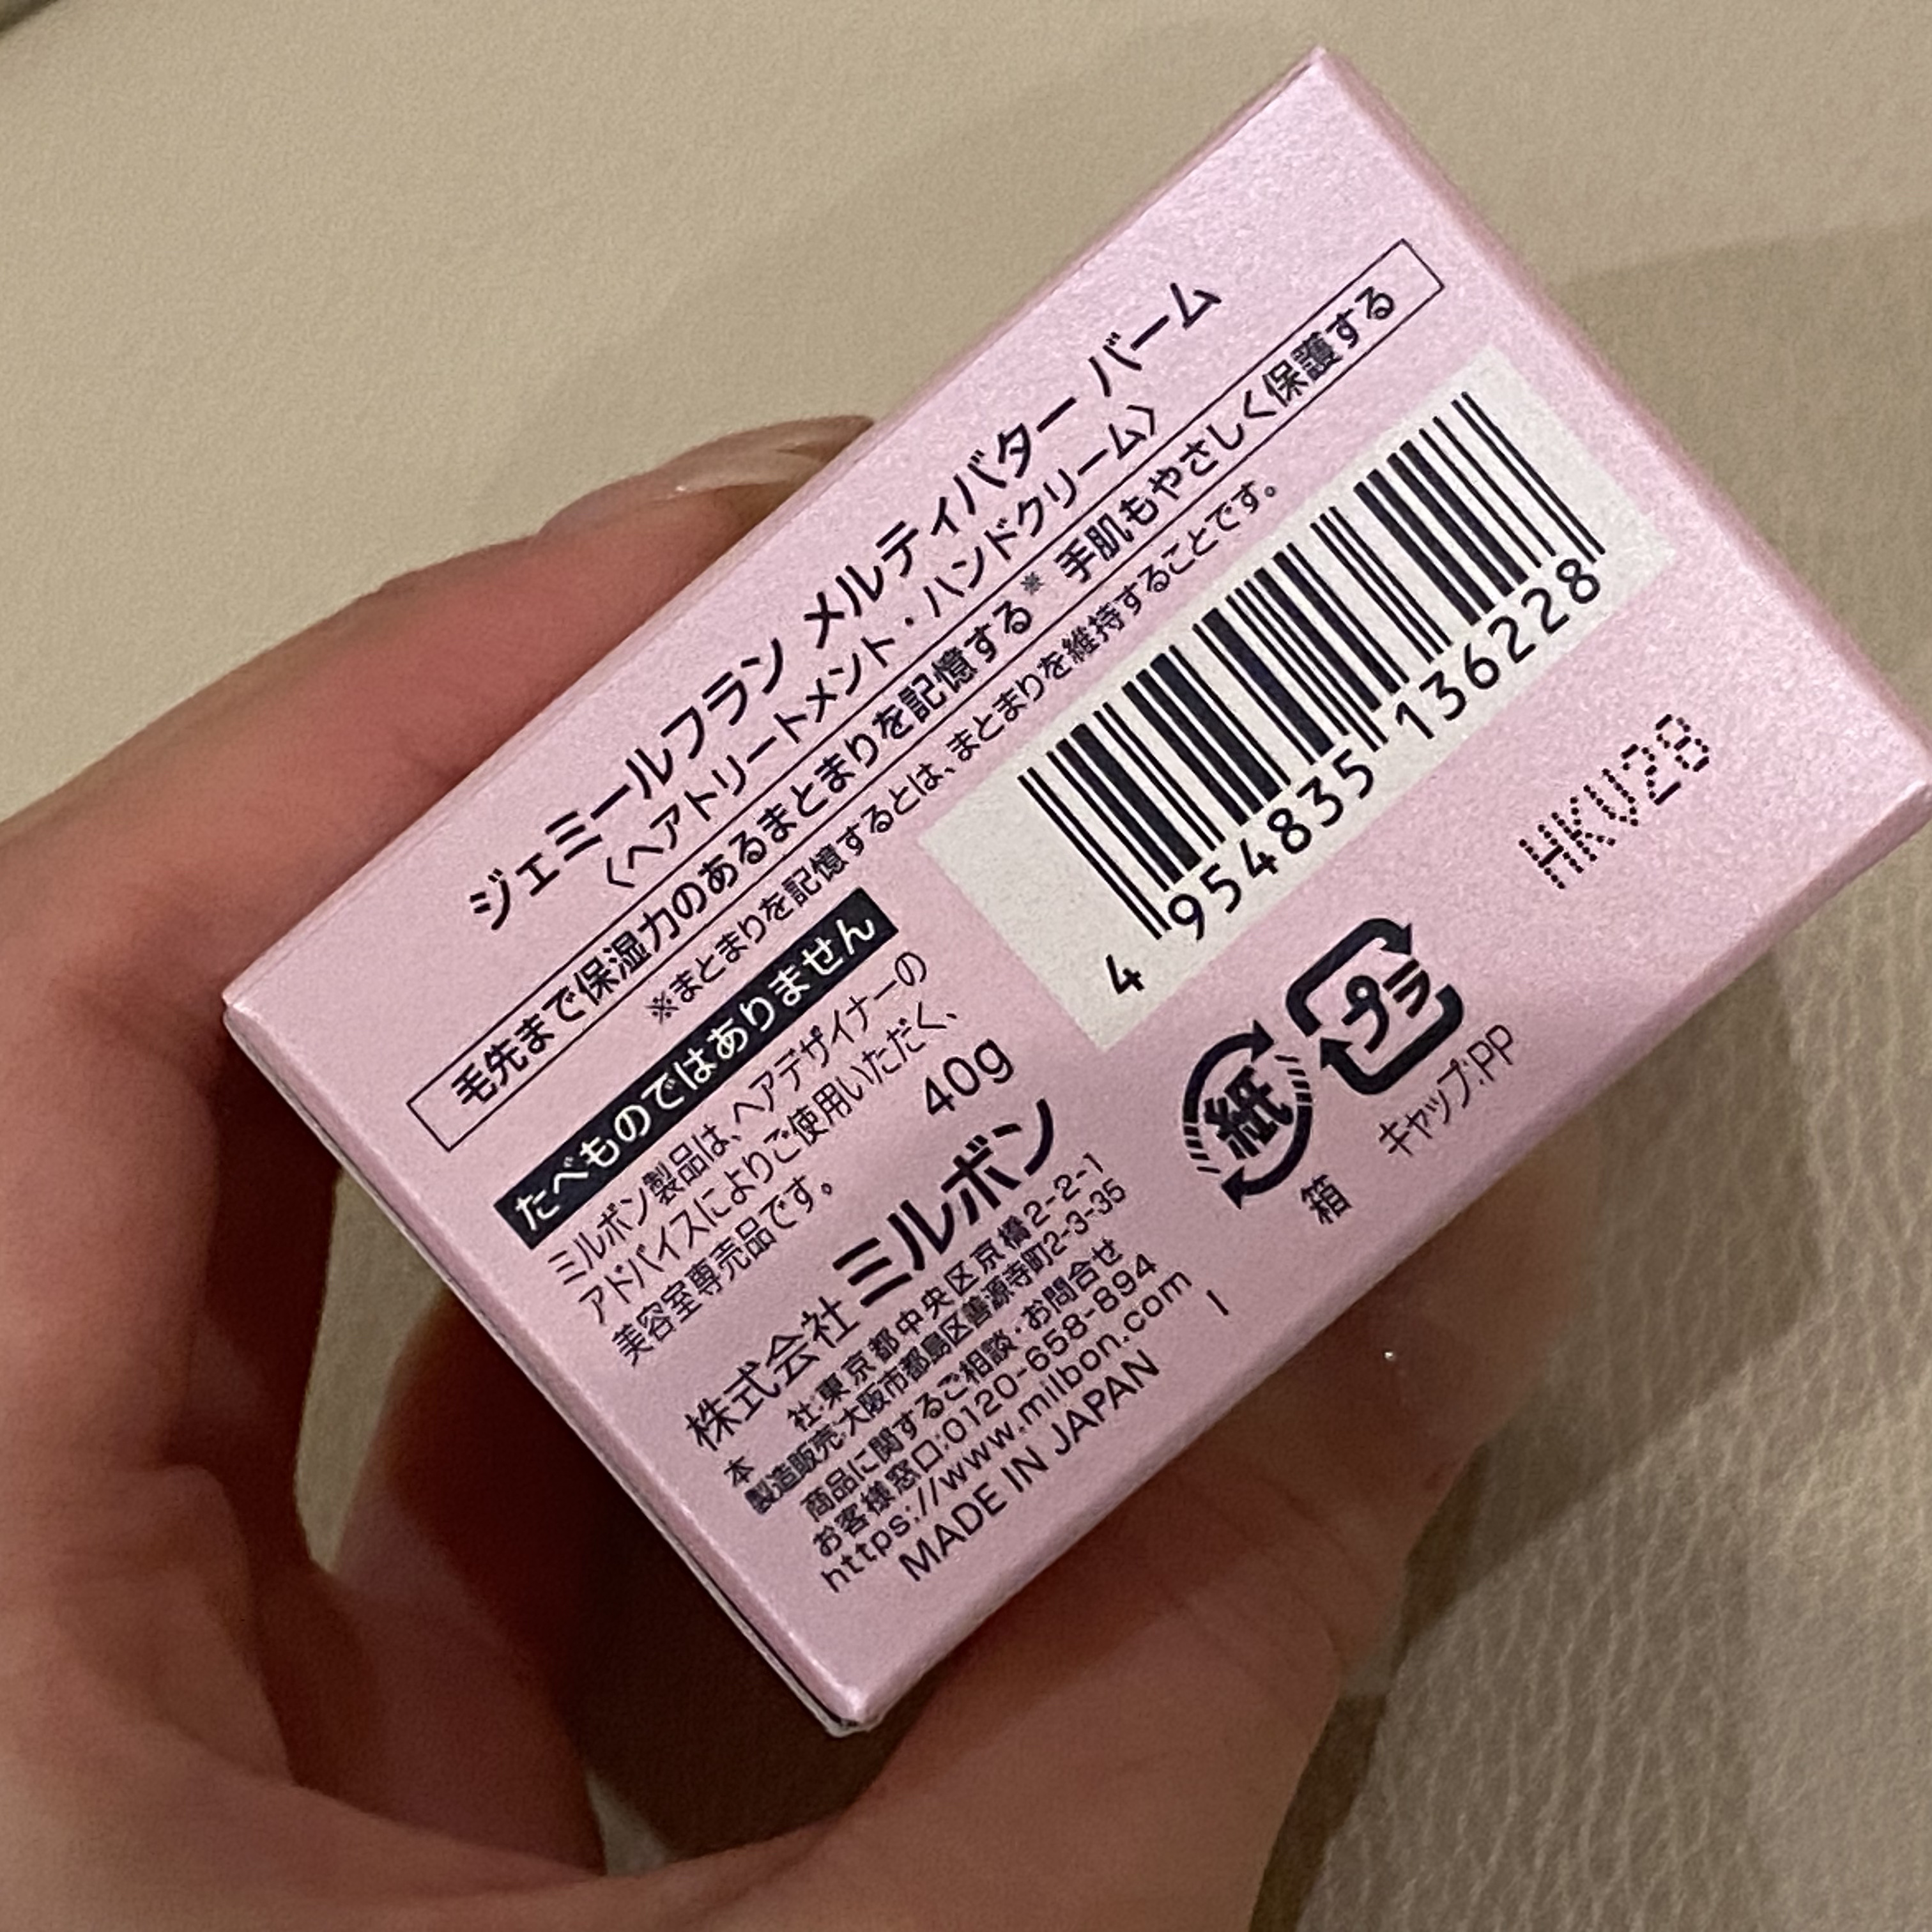 ジェミールフラン メルティバター バーム
〈ヘアトリートメント・ハンドクリーム〉
毛先まで保湿力のあるまとまりを記憶する※ 手肌もやさしく保護する
※まとまりを記憶するとは、まとまりを維持することです。
たべものではありません
ミルボン製品は、ヘアデザイナーの
アドバイスによりご使用いただく、
美容室専売品です。
40g
株式会社 ミルボン
本 社:東京都中央区京橋2-2-1
製造販売:大阪市都島区善源寺町2-3-35
商品に関するご相談・お問合せ
お客様窓口:0120-658-894
https://www.milbon.com
MADE IN JAPAN
1
4 954835 136228
HKV28
紙
箱
プラ
キャップ:PP